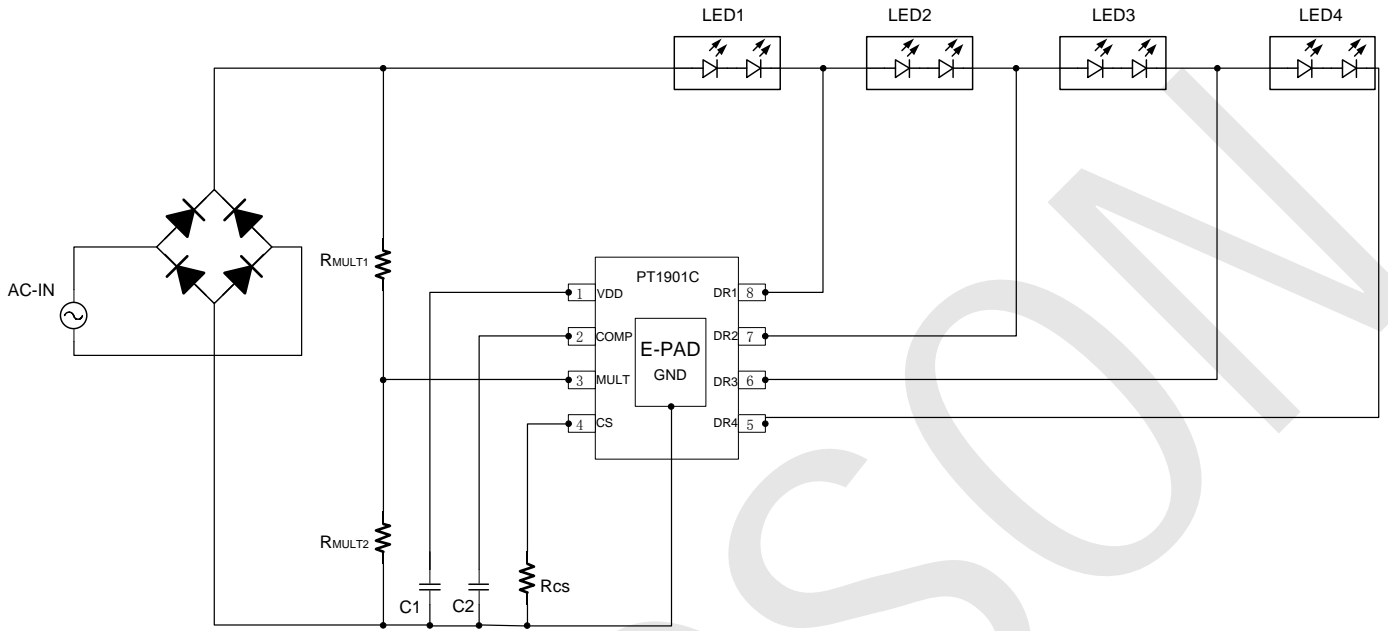 LED1 LED2 LED3 LED4
RMULT1
PT1901C
AC-IN
1 VDD DR1 8
2 COMP DR2 7
E-PAD
GND
3 MULT DR3 6
4 CS DR4 5
RMULT2
C1 C2 RCS
SON